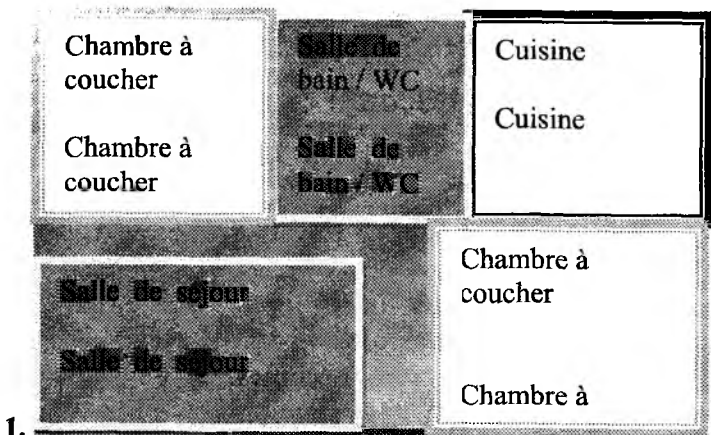 Chambre à
coucher
Chambre à
coucher
Salle de
bain / WC
Salle de
bain / WC
Cuisine
Cuisine
Salle de séjour
Salle de séjour
Chambre à
coucher
Chambre à
1.